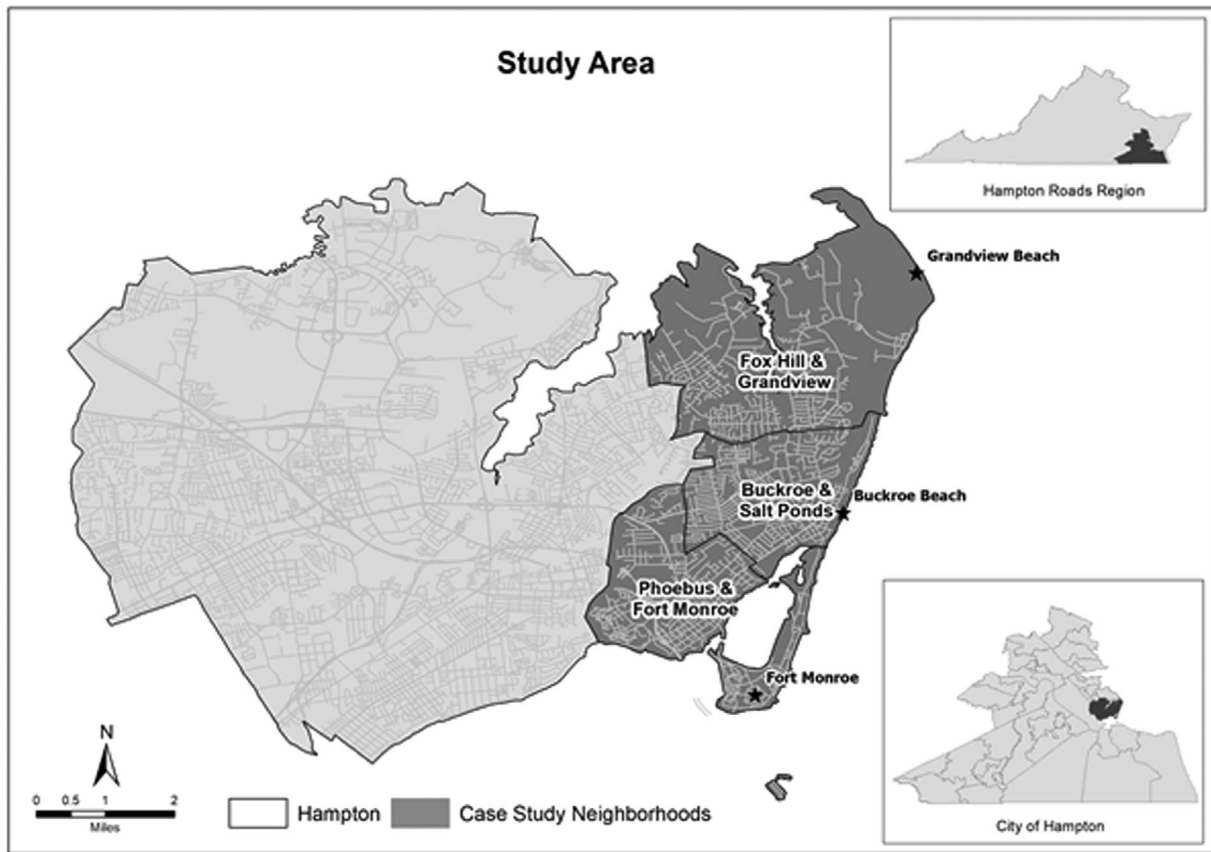 Study Area
Hampton Roads Region
Grandview Beach
Fox Hill &
Grandview
Buckroe &
Salt Ponds
Buckroe Beach
Phoebus &
Fort Monroe
Fort Monroe
N
0 0.5 1 2
Miles
Hampton
Case Study Neighborhoods
City of Hampton